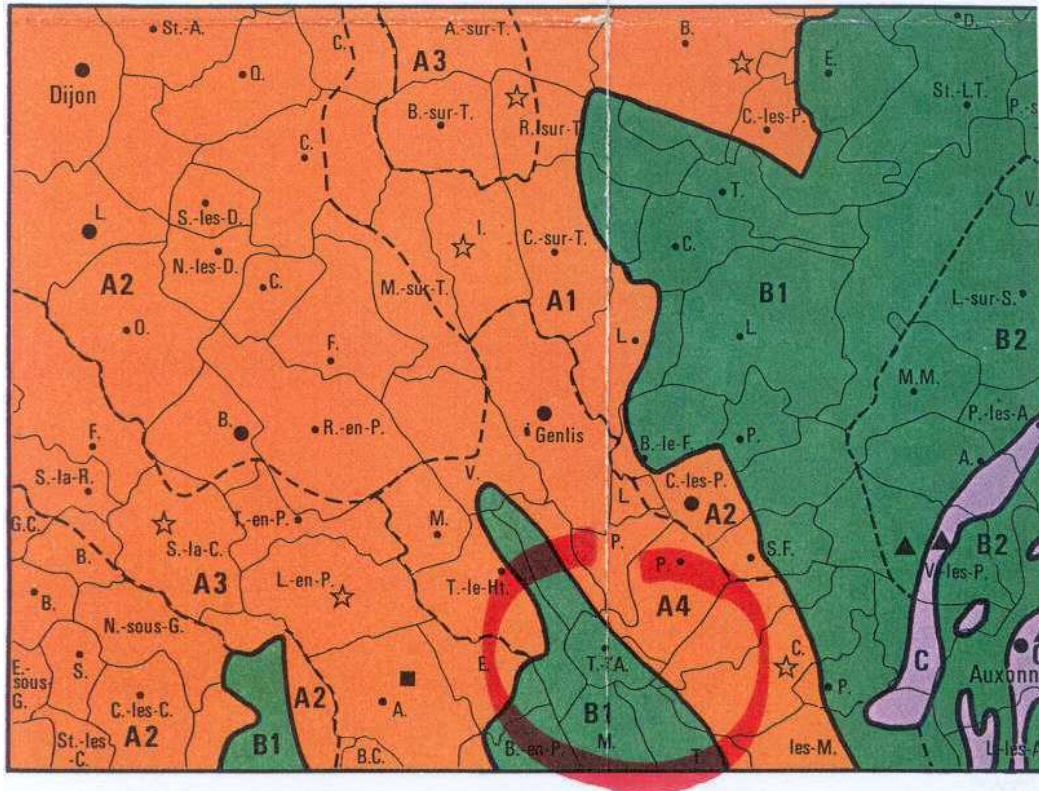 St.-A.
C.
A.-sur-T.
B.
D.
A3
E.
Dijon
Q.
B.-sur-T.
R.-sur-T
C.-les-P.
St.-L.T.
P.-s
C.
T.
V.
S.-les-D.
L.
I.
C.-sur-T.
C.
N.-les-D.
A2
C.
M.-sur-T.
A1
B1
L.-sur-S.
O.
L.
L.
B2
F.
M.M.
P.-les-A.
B.
R.-en-P.
Genlis
B.-le-F.
P.
F.
A.
S.-la-R.
V.
C.-les-P.
L.
A2
G.C.
T.-en-P.
M.
S.-la-C.
B.
P.
S.F.
B2
V.-les-P.
P.
A3
L.-en-P.
T.-le-Ht.
A4
B.
N.-sous-G.
E.-
sous-
G.
S.
E.
T.-l'A.
C.
P.
C
Auxonn
A2
A.
C.-les-C.
A2
B1
B1
St.-les
-C.
B.C.
B.-en-P.
M.
T
les-M.
L.-les-A